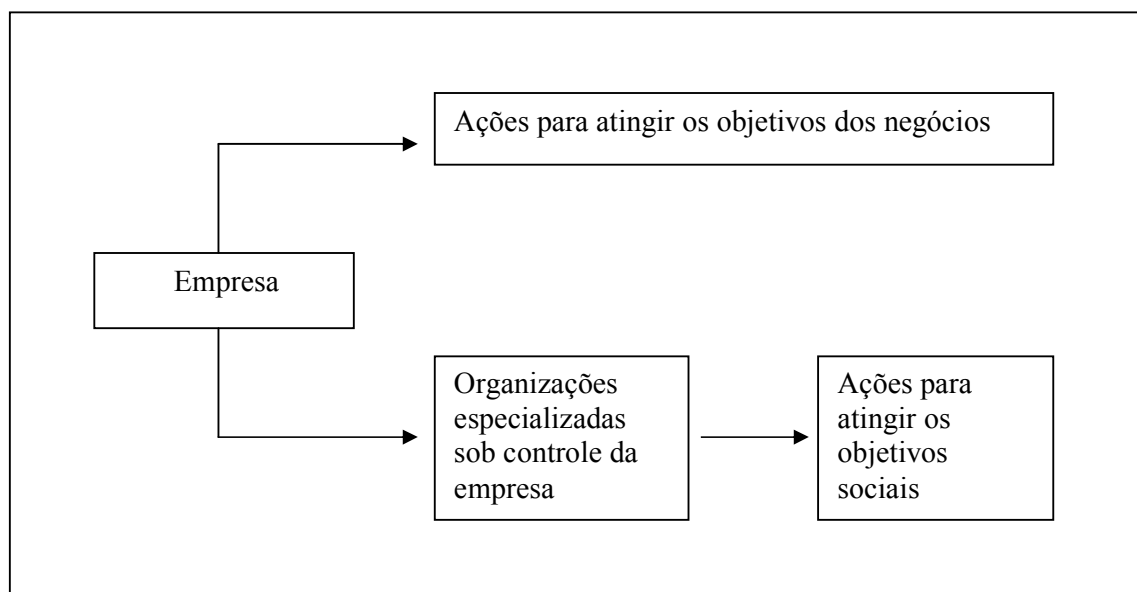 Ações para atingir os objetivos dos negócios
Empresa
Organizações
especializadas
sob controle da
empresa
Ações para
atingir os
objetivos
sociais